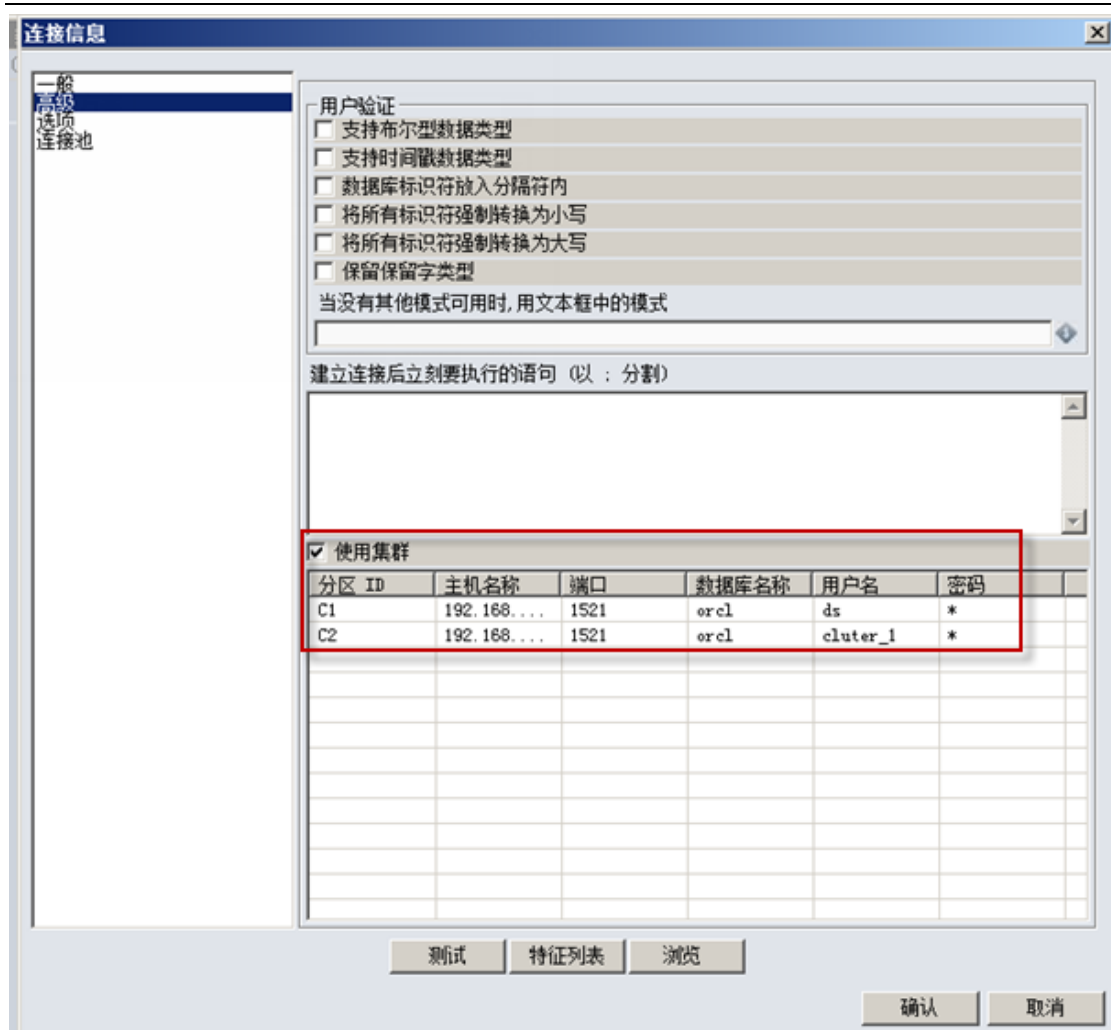 连接信息
一般
高级
选项
连接池
用户验证
支持布尔型数据类型
支持时间戳数据类型
数据库标识符放入分隔符内
将所有标识符强制转换为小写
将所有标识符强制转换为大写
保留保留字类型
当没有其他模式可用时,用文本框中的模式
建立连接后立刻要执行的语句 (以 ; 分割)
使用集群
分区 ID 主机名称 端口 数据库名称 用户名 密码
C1 192.168.... 1521 orcl ds *
C2 192.168.... 1521 orcl cluter_1 *
测试 特征列表 浏览
确认 取消